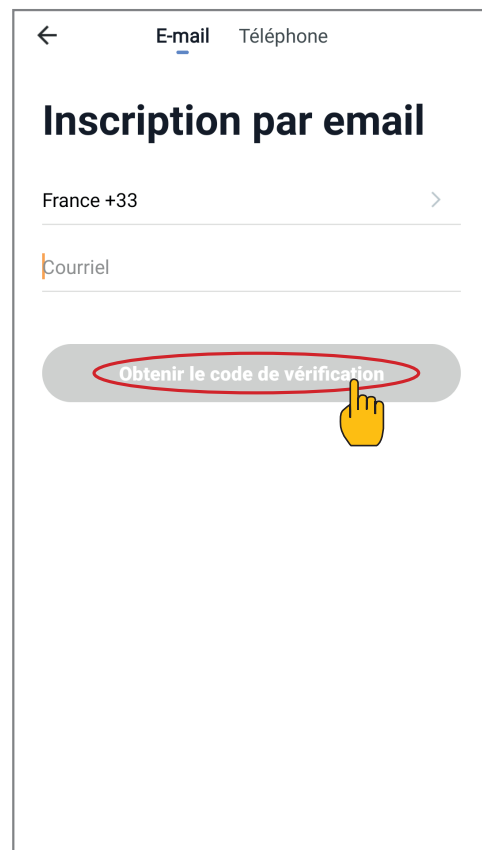 E-mail Téléphone
Inscription par email
France +33
Courriel
Obtenir le code de vérification